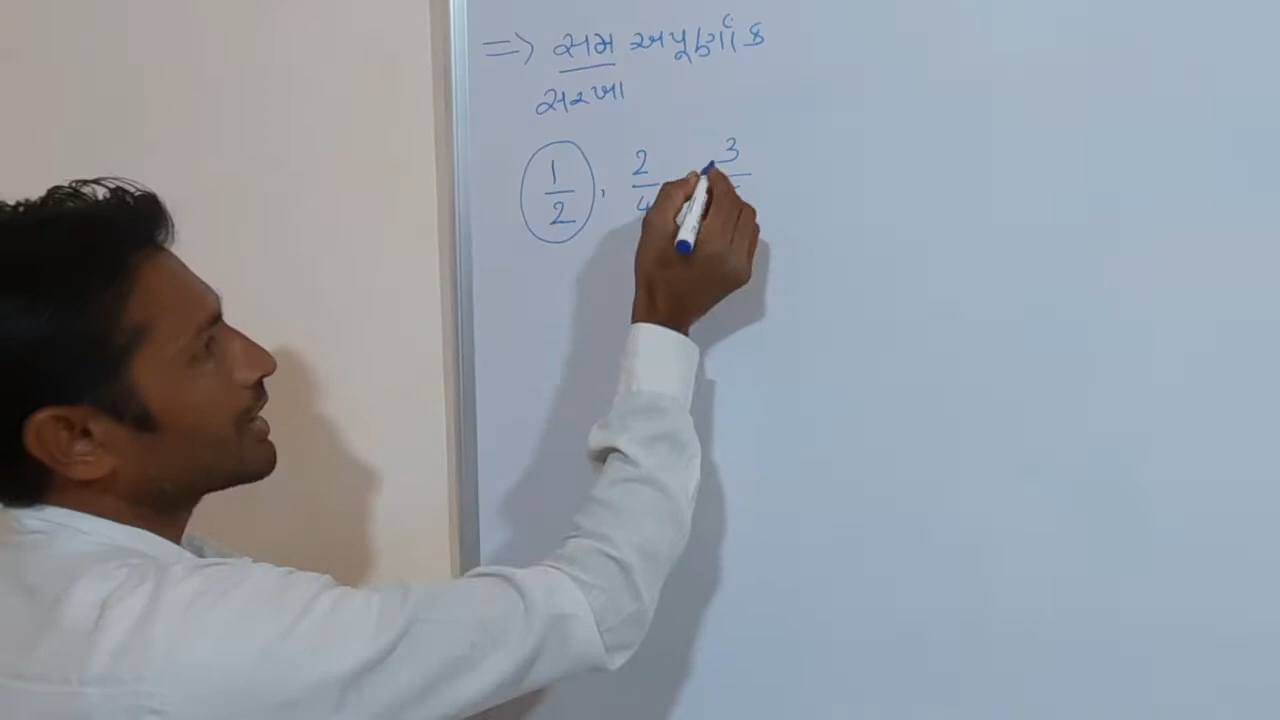 => સમ અપૂર્ણાંક
સરખા
1/2, 2/4 3/